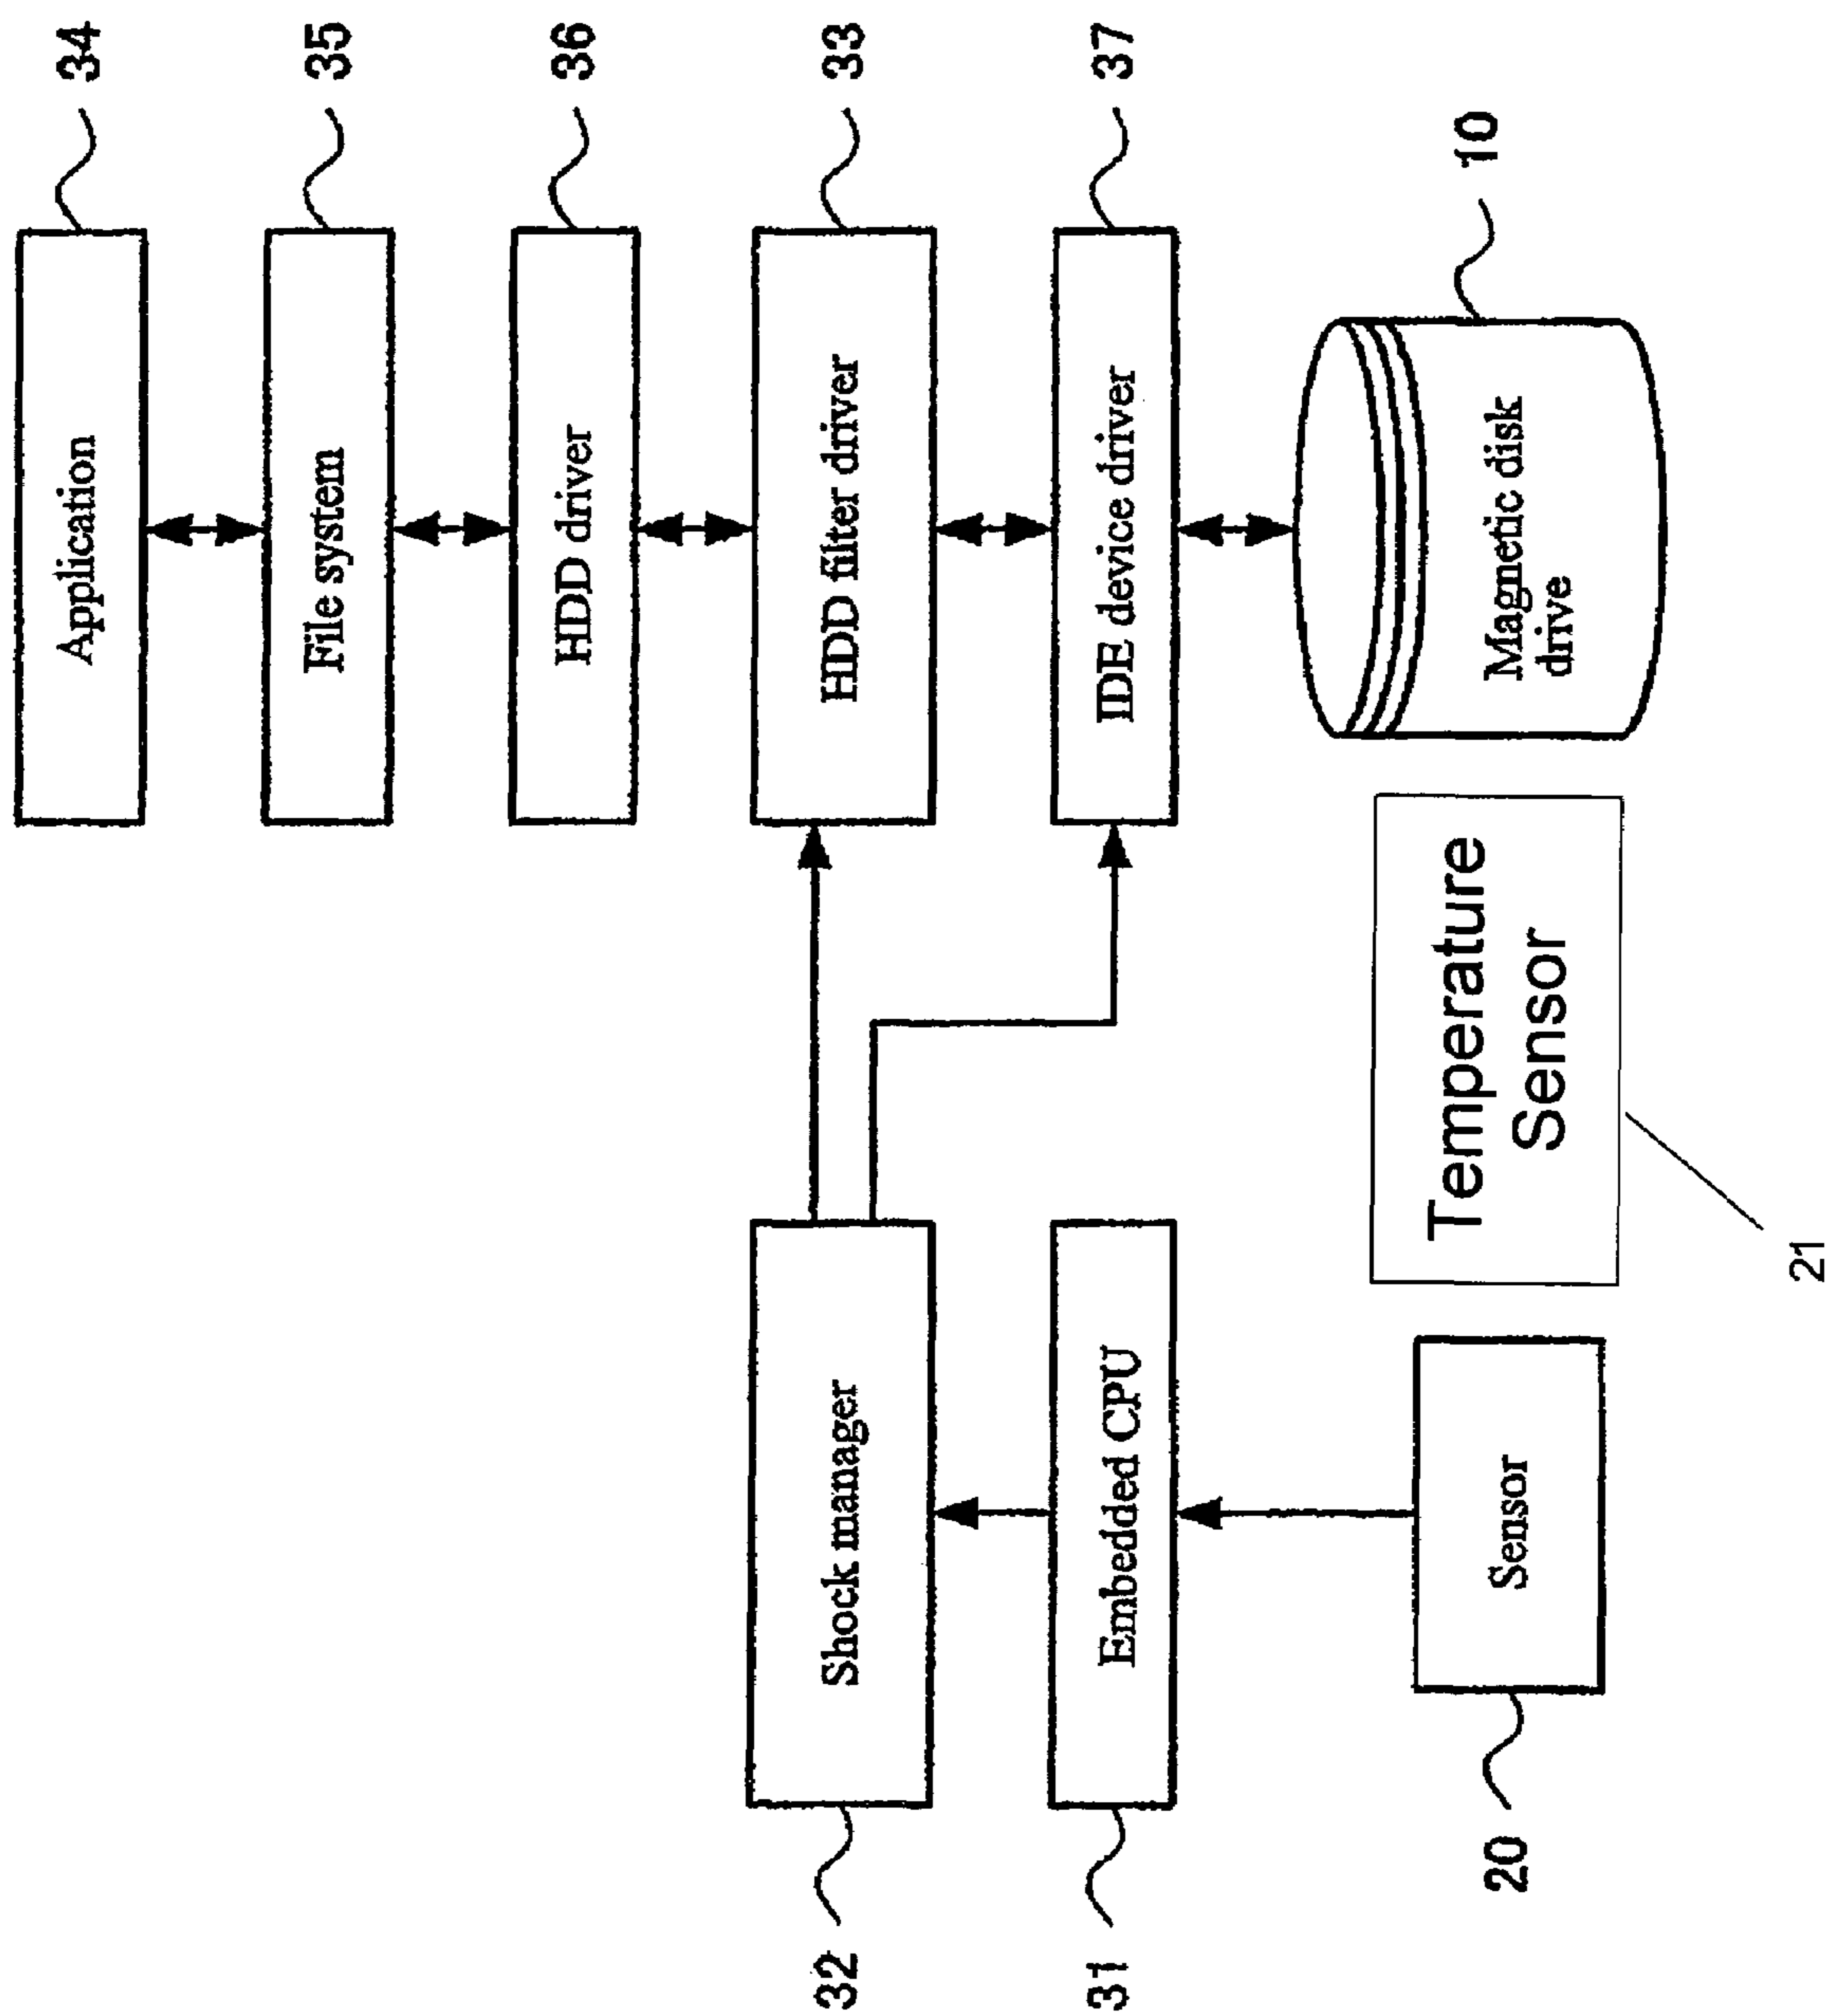 Application
34
File system
35
HDD driver
36
Shock manager
32
HDD filter driver
33
Embedded CPU
31
IDE device driver
37
Sensor
20
Temperature
Sensor
21
Magnetic disk
drive
10